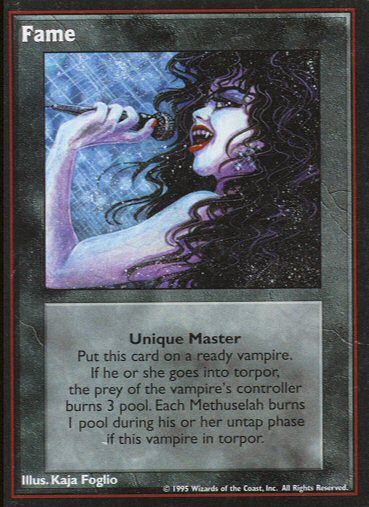 Fame
Unique Master
Put this card on a ready vampire.
If he or she goes into torpor,
the prey of the vampire's controller
burns 3 pool. Each Methuselah burns
1 pool during his or her untap phase
if this vampire in torpor.
Illus. Kaja Foglio
© 1995 Wizards of the Coast, Inc. All Rights Reserved.